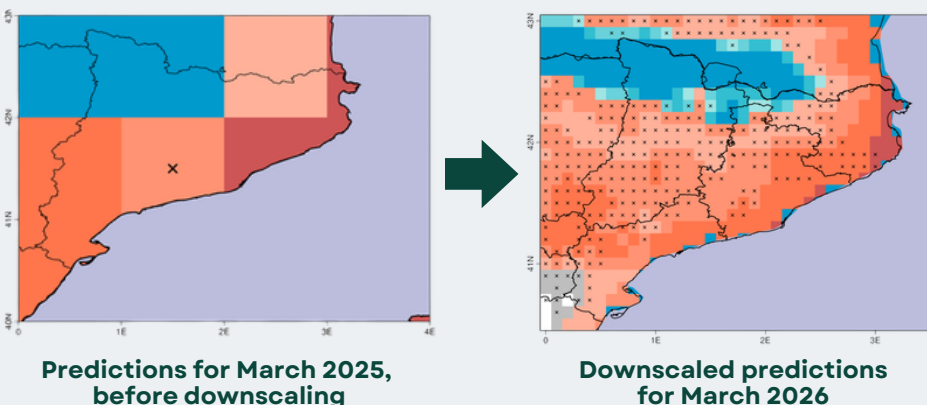 43N
42N
41N
40N
0
1E
2E
3E
4E
43N
42N
41N
0
1E
2E
3E
Predictions for March 2025,
before downscaling
Downscaled predictions
for March 2026